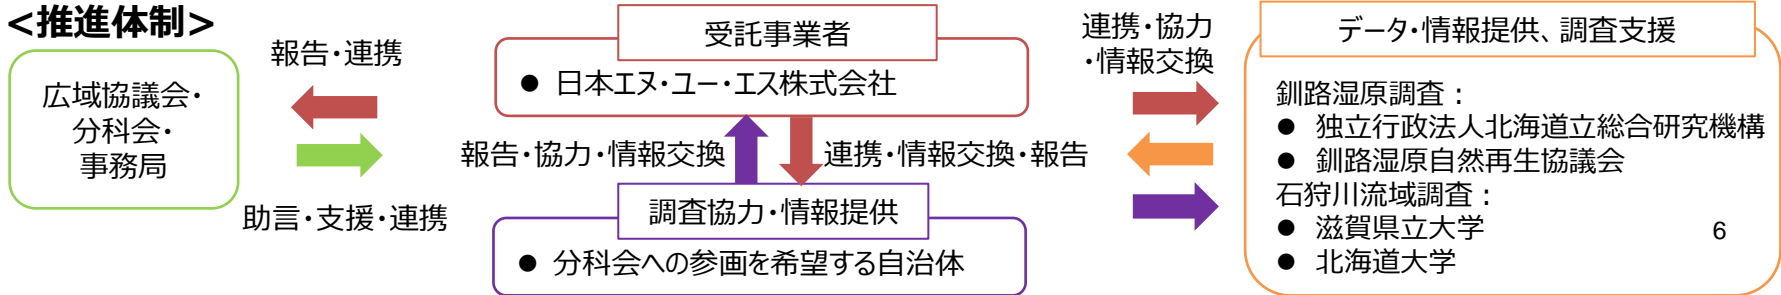 <推進体制>
広域協議会・
分科会・
事務局
報告・連携
助言・支援・連携
受託事業者
● 日本エヌ・ユー・エス株式会社
報告・協力・情報交換
連携・情報交換・報告
調査協力・情報提供
● 分科会への参画を希望する自治体
連携・協力
・情報交換
データ・情報提供、調査支援
釧路湿原調査：
● 独立行政法人北海道立総合研究機構
● 釧路湿原自然再生協議会
石狩川流域調査：
● 滋賀県立大学
● 北海道大学
6